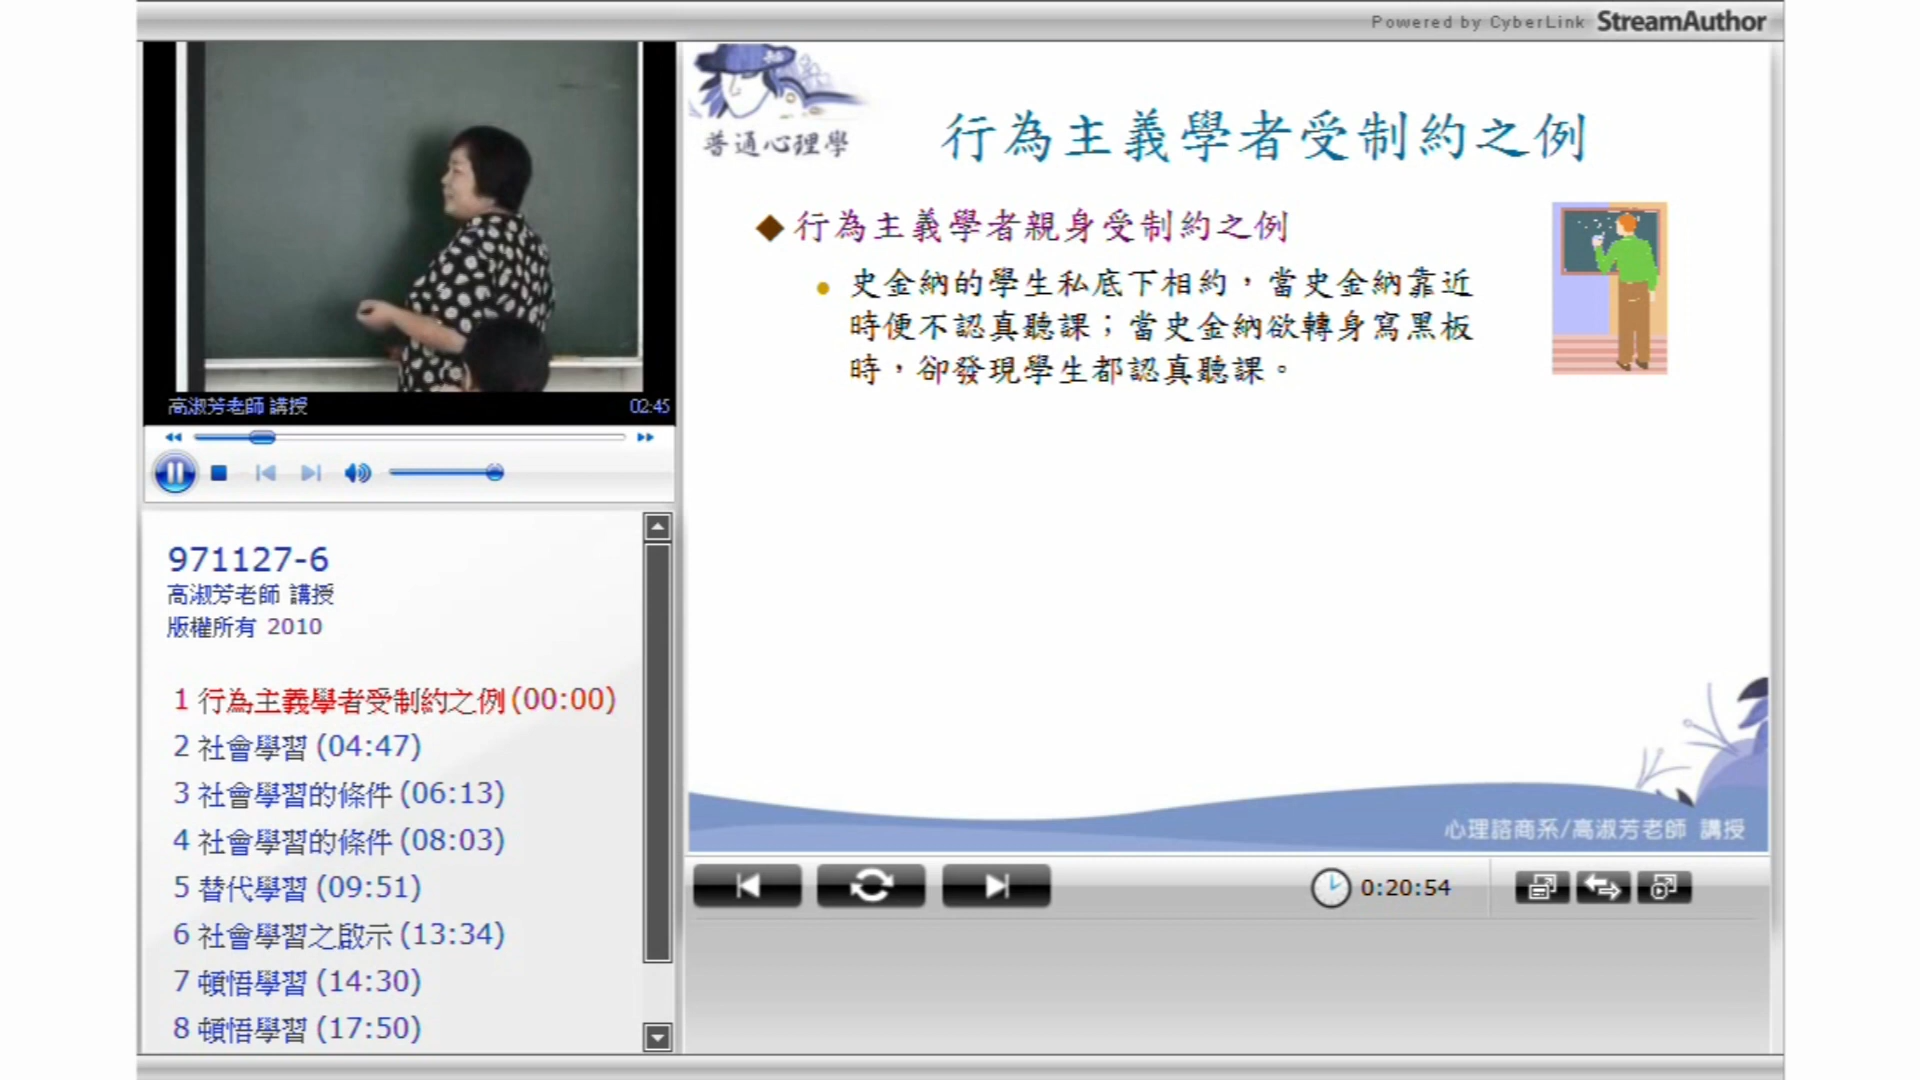 Powered by CyberLink StreamAuthor
高淑芳老師 講授 02:45
971127-6
高淑芳老師 講授
版權所有 2010
1 行為主義學者受制約之例 (00:00)
2 社會學習 (04:47)
3 社會學習的條件 (06:13)
4 社會學習的條件 (08:03)
5 替代學習 (09:51)
6 社會學習之啟示 (13:34)
7 頓悟學習 (14:30)
8 頓悟學習 (17:50)
普通心理學
行為主義學者受制約之例
行為主義學者親身受制約之例
史金納的學生私底下相約，當史金納靠近
時便不認真聽課；當史金納欲轉身寫黑板
時，卻發現學生都認真聽課。
心理諮商系/高淑芳老師 講授
0:20:54